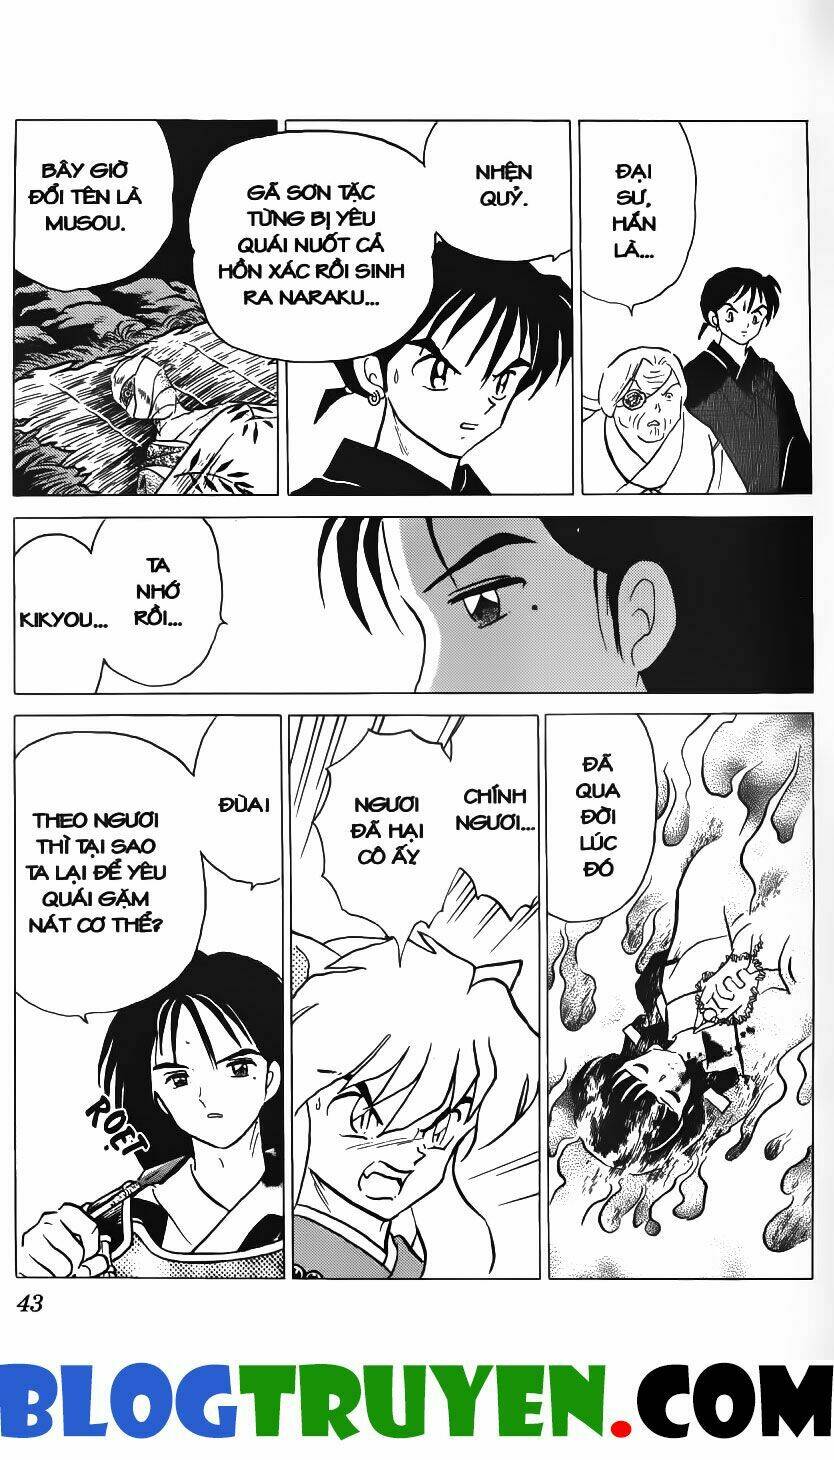 ĐẠI
SƯ,
HẮN
LÀ...
NHỆN
QUỶ.
GÃ SƠN TẶC
TỪNG BỊ YÊU
QUÁI NUỐT CẢ
HỒN XÁC RỒI SINH
RA NARAKU...
BÂY GIỜ
ĐỔI TÊN LÀ
MUSOU.
TA
NHỚ
RỒI...
KIKYOU...
ĐÃ
QUA
ĐỜI
LÚC
ĐÓ
CHÍNH
NGƯƠI...
NGƯƠI
ĐÃ HẠI
CÔ ẤY.
ĐÙA!
THEO NGƯƠI
THÌ TẠI SAO
TA LẠI ĐỂ YÊU
QUÁI GẶM
NÁT CƠ THỂ?
ROẸT
43
BLOGTRUYEN.COM